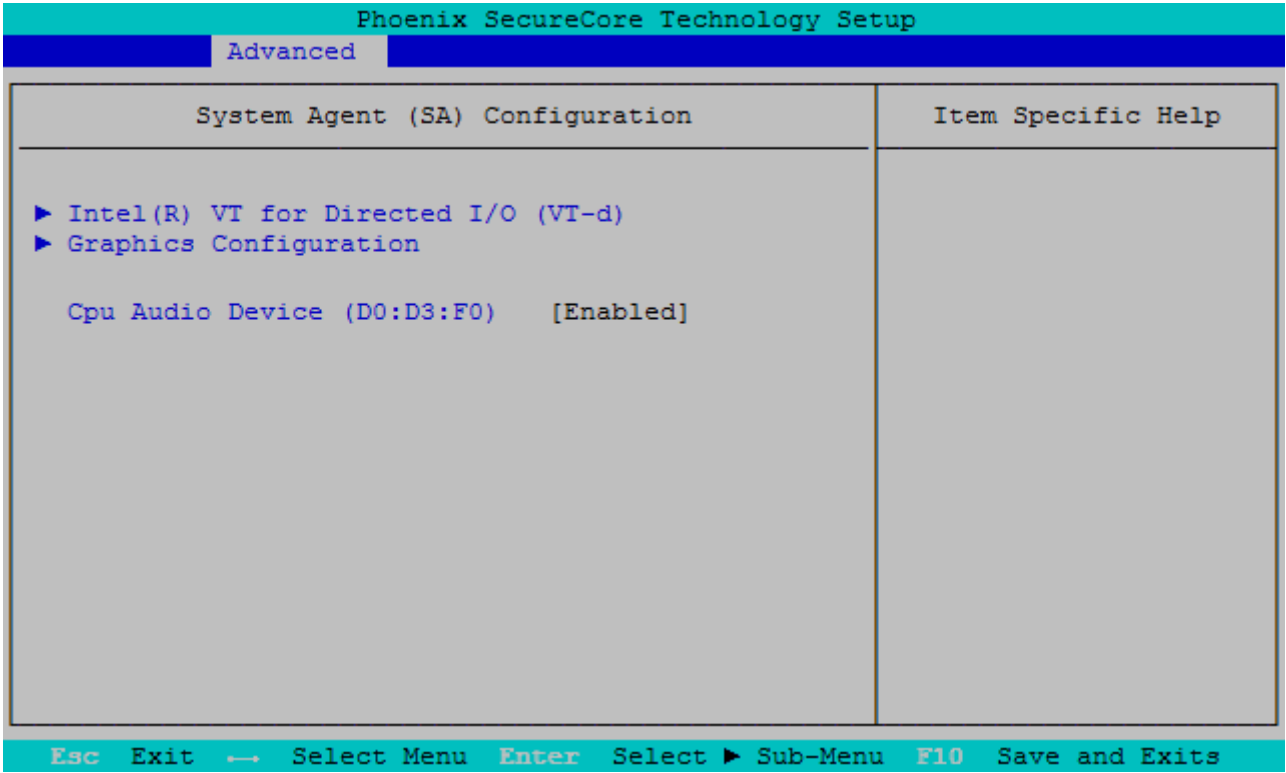 Phoenix SecureCore Technology Setup
Advanced
System Agent (SA) Configuration
Item Specific Help
► Intel(R) VT for Directed I/O (VT-d)
► Graphics Configuration
Cpu Audio Device (D0:D3:F0) [Enabled]
Esc Exit ←→ Select Menu Enter Select ► Sub-Menu F10 Save and Exits